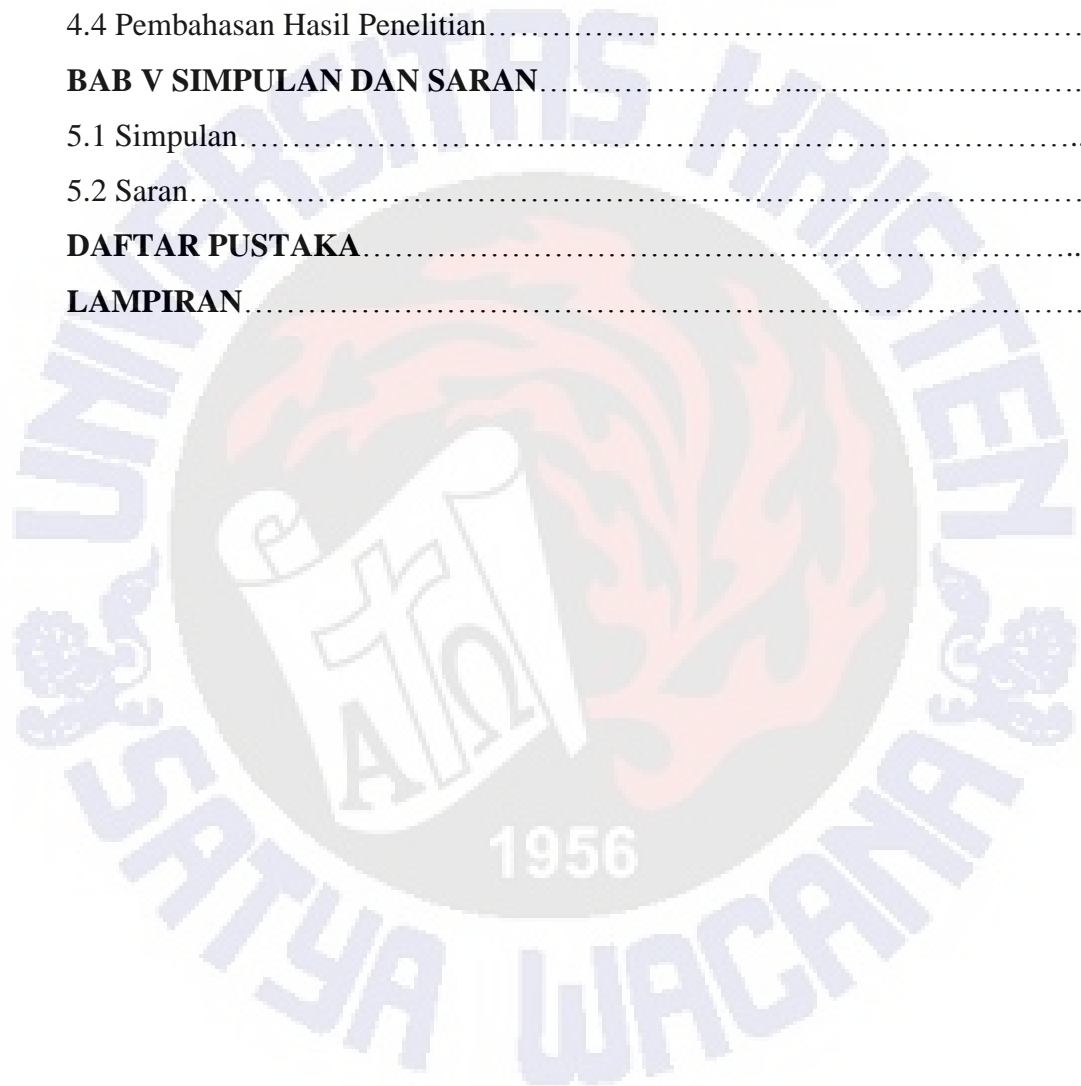 4.4 Pembahasan Hasil Penelitian……………………………………………………
BAB V SIMPULAN DAN SARAN……………………...……………………
5.1 Simpulan…………………………………………………………………………..
5.2 Saran………………………………………………………………………………
DAFTAR PUSTAKA………………………………………………………………..
LAMPIRAN…………………………………………………………………………
UNIVERSITAS KRISTEN
ΑΩ
1956
SATYA WACANA